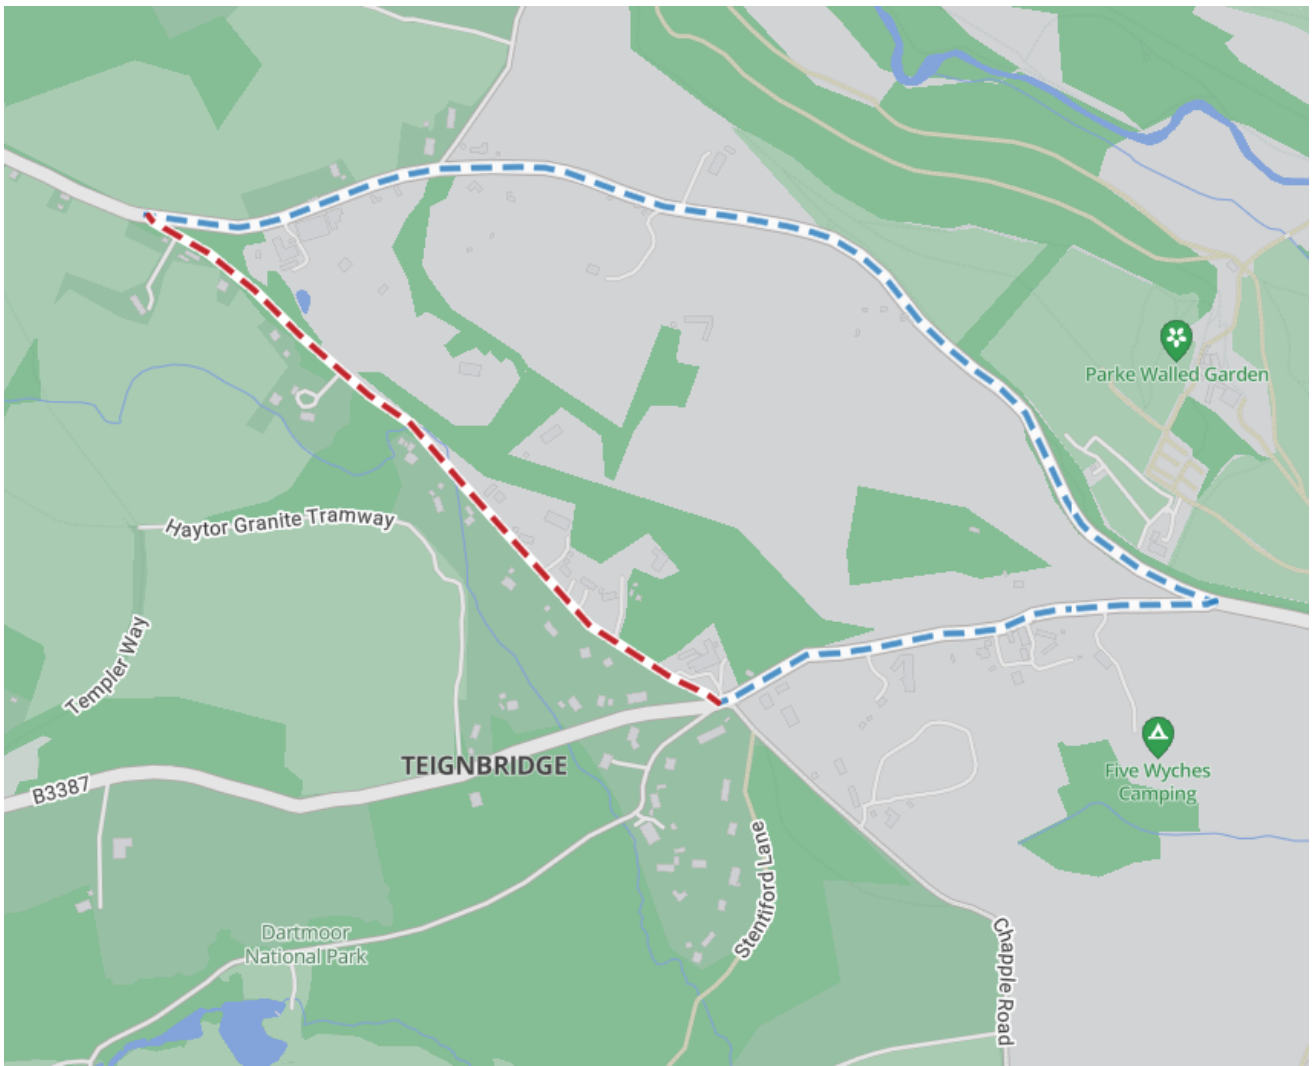 Parke Walled Garden
Haytor Granite Tramway
Templer Way
TEIGNBRIDGE
B3387
Five Wyches
Camping
Stentiford Lane
Dartmoor
National Park
Chapple Road